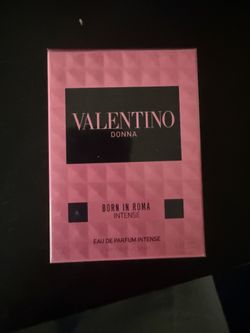 VALENTINO
DONNA
BORN IN ROMA
INTENSE
EAU DE PARFUM INTENSE